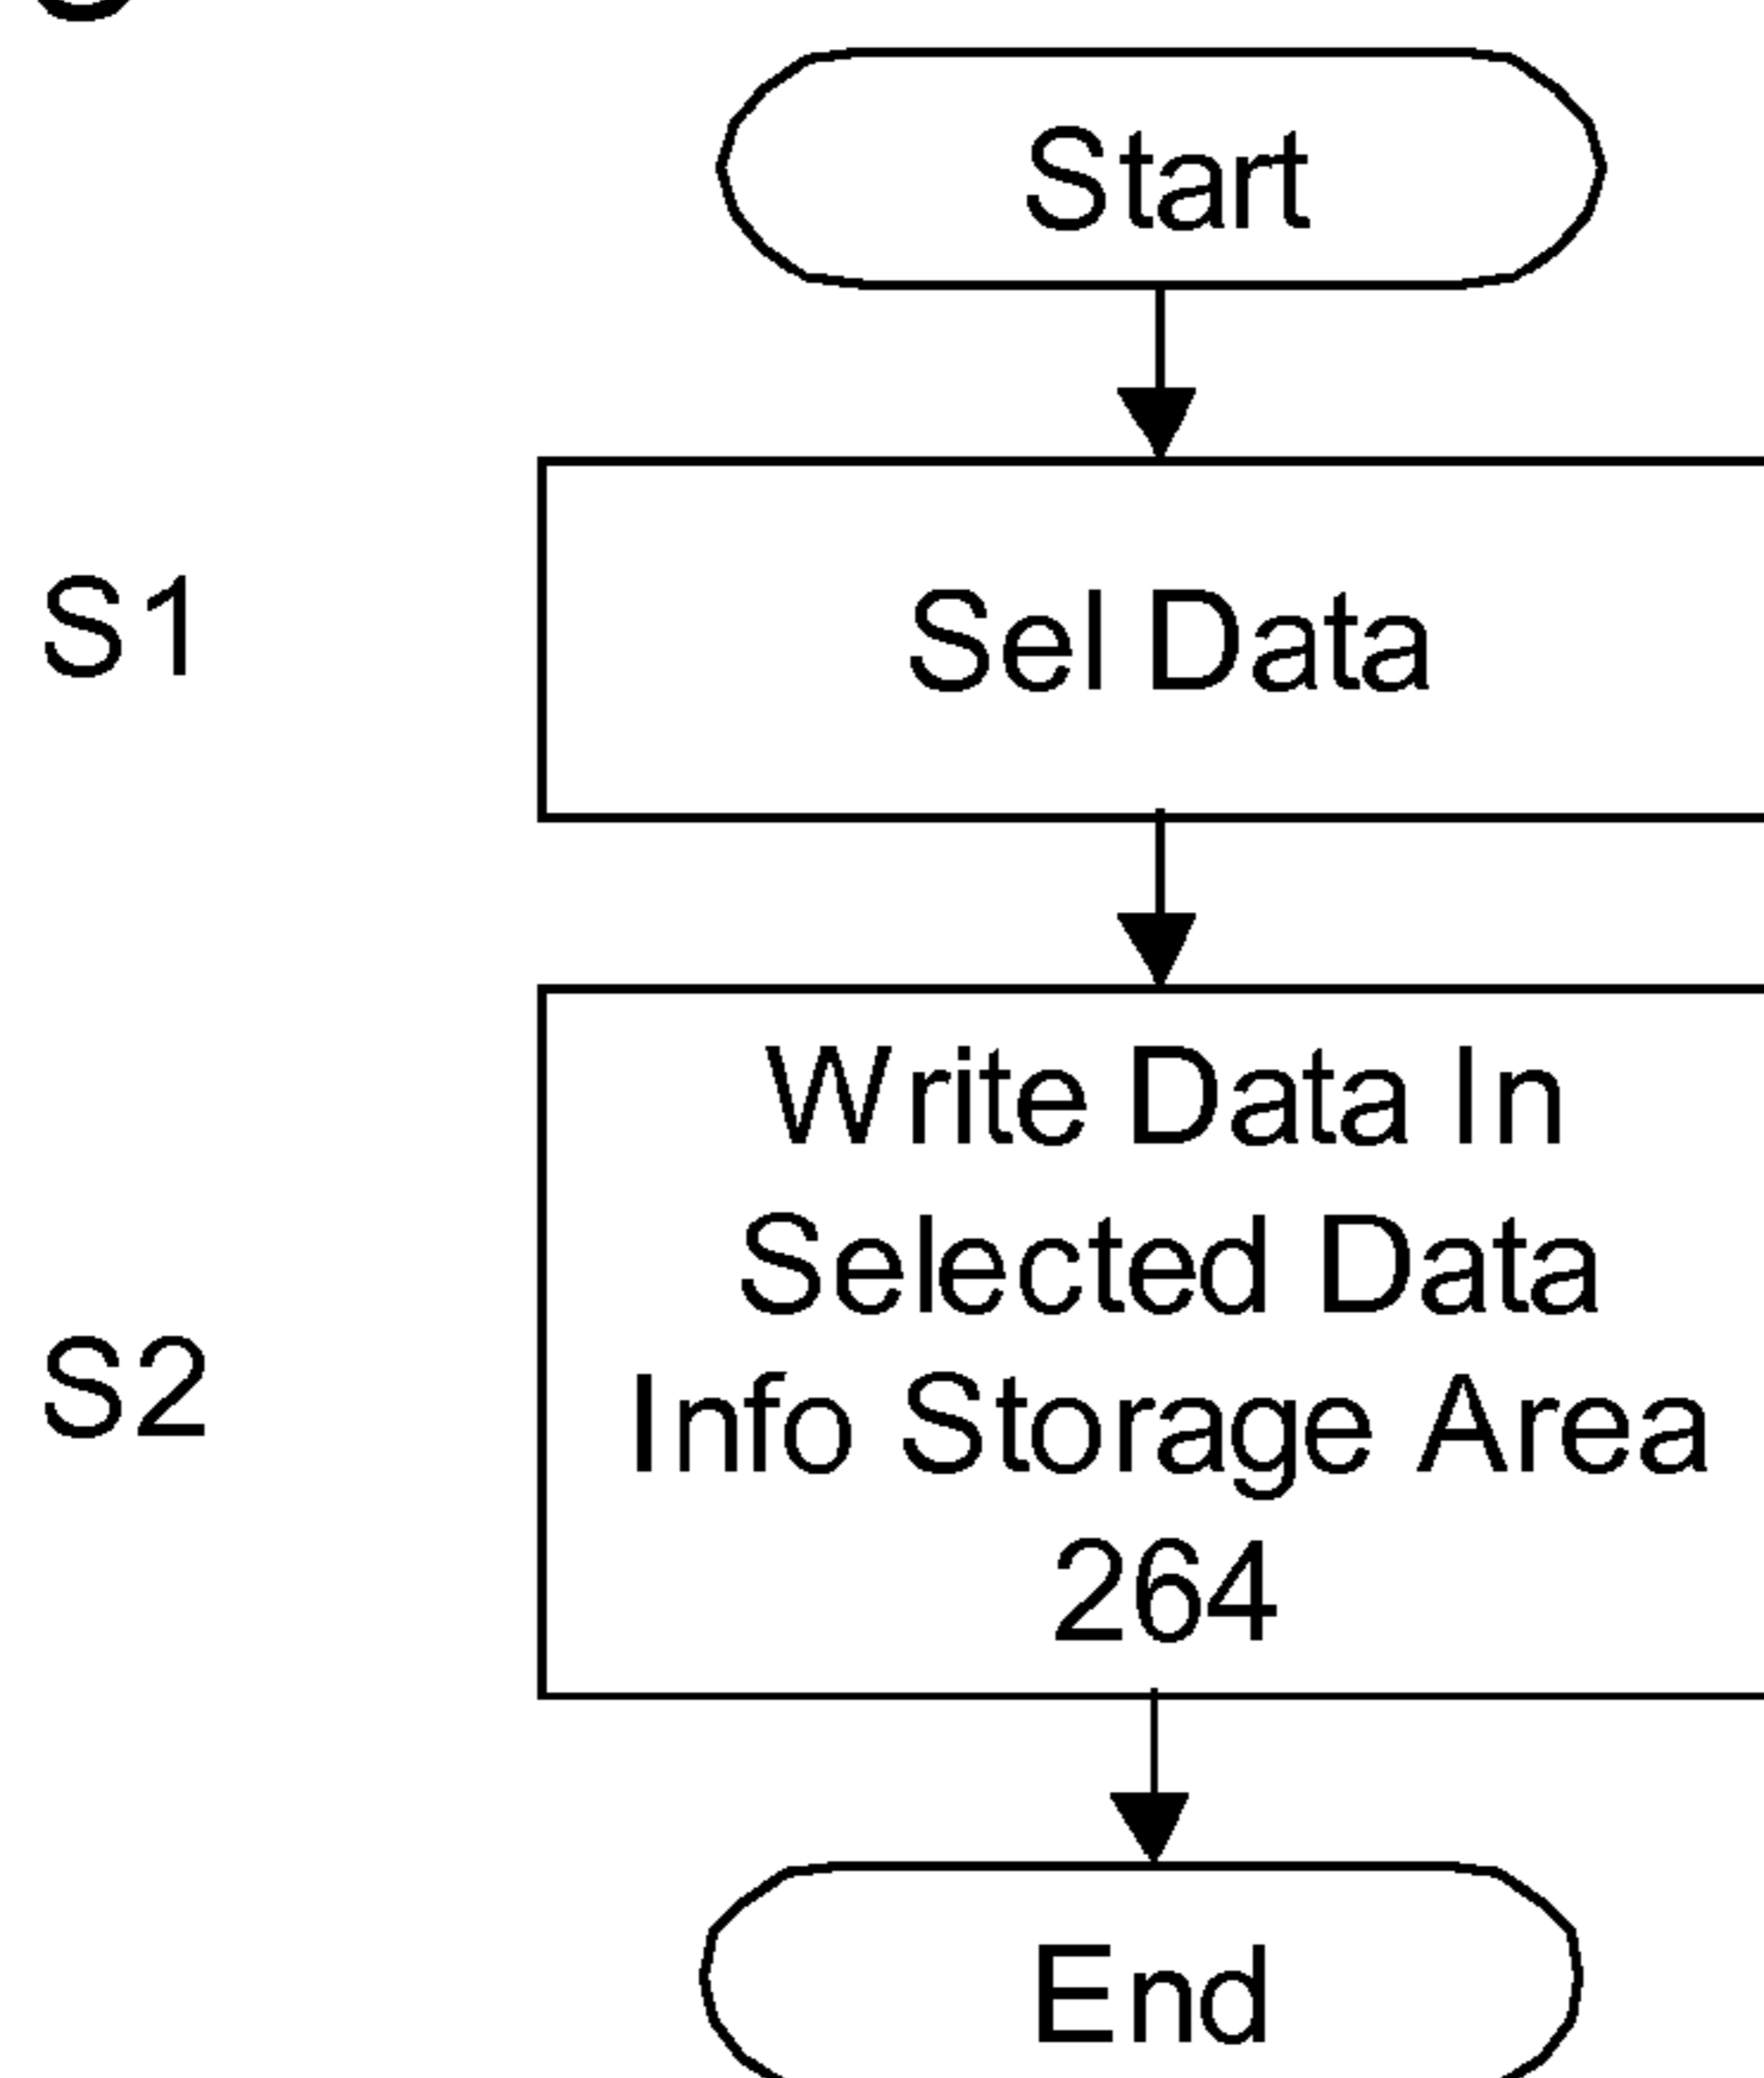 Start
S1
Sel Data
Write Data In
Selected Data
S2
Info Storage Area
264
End